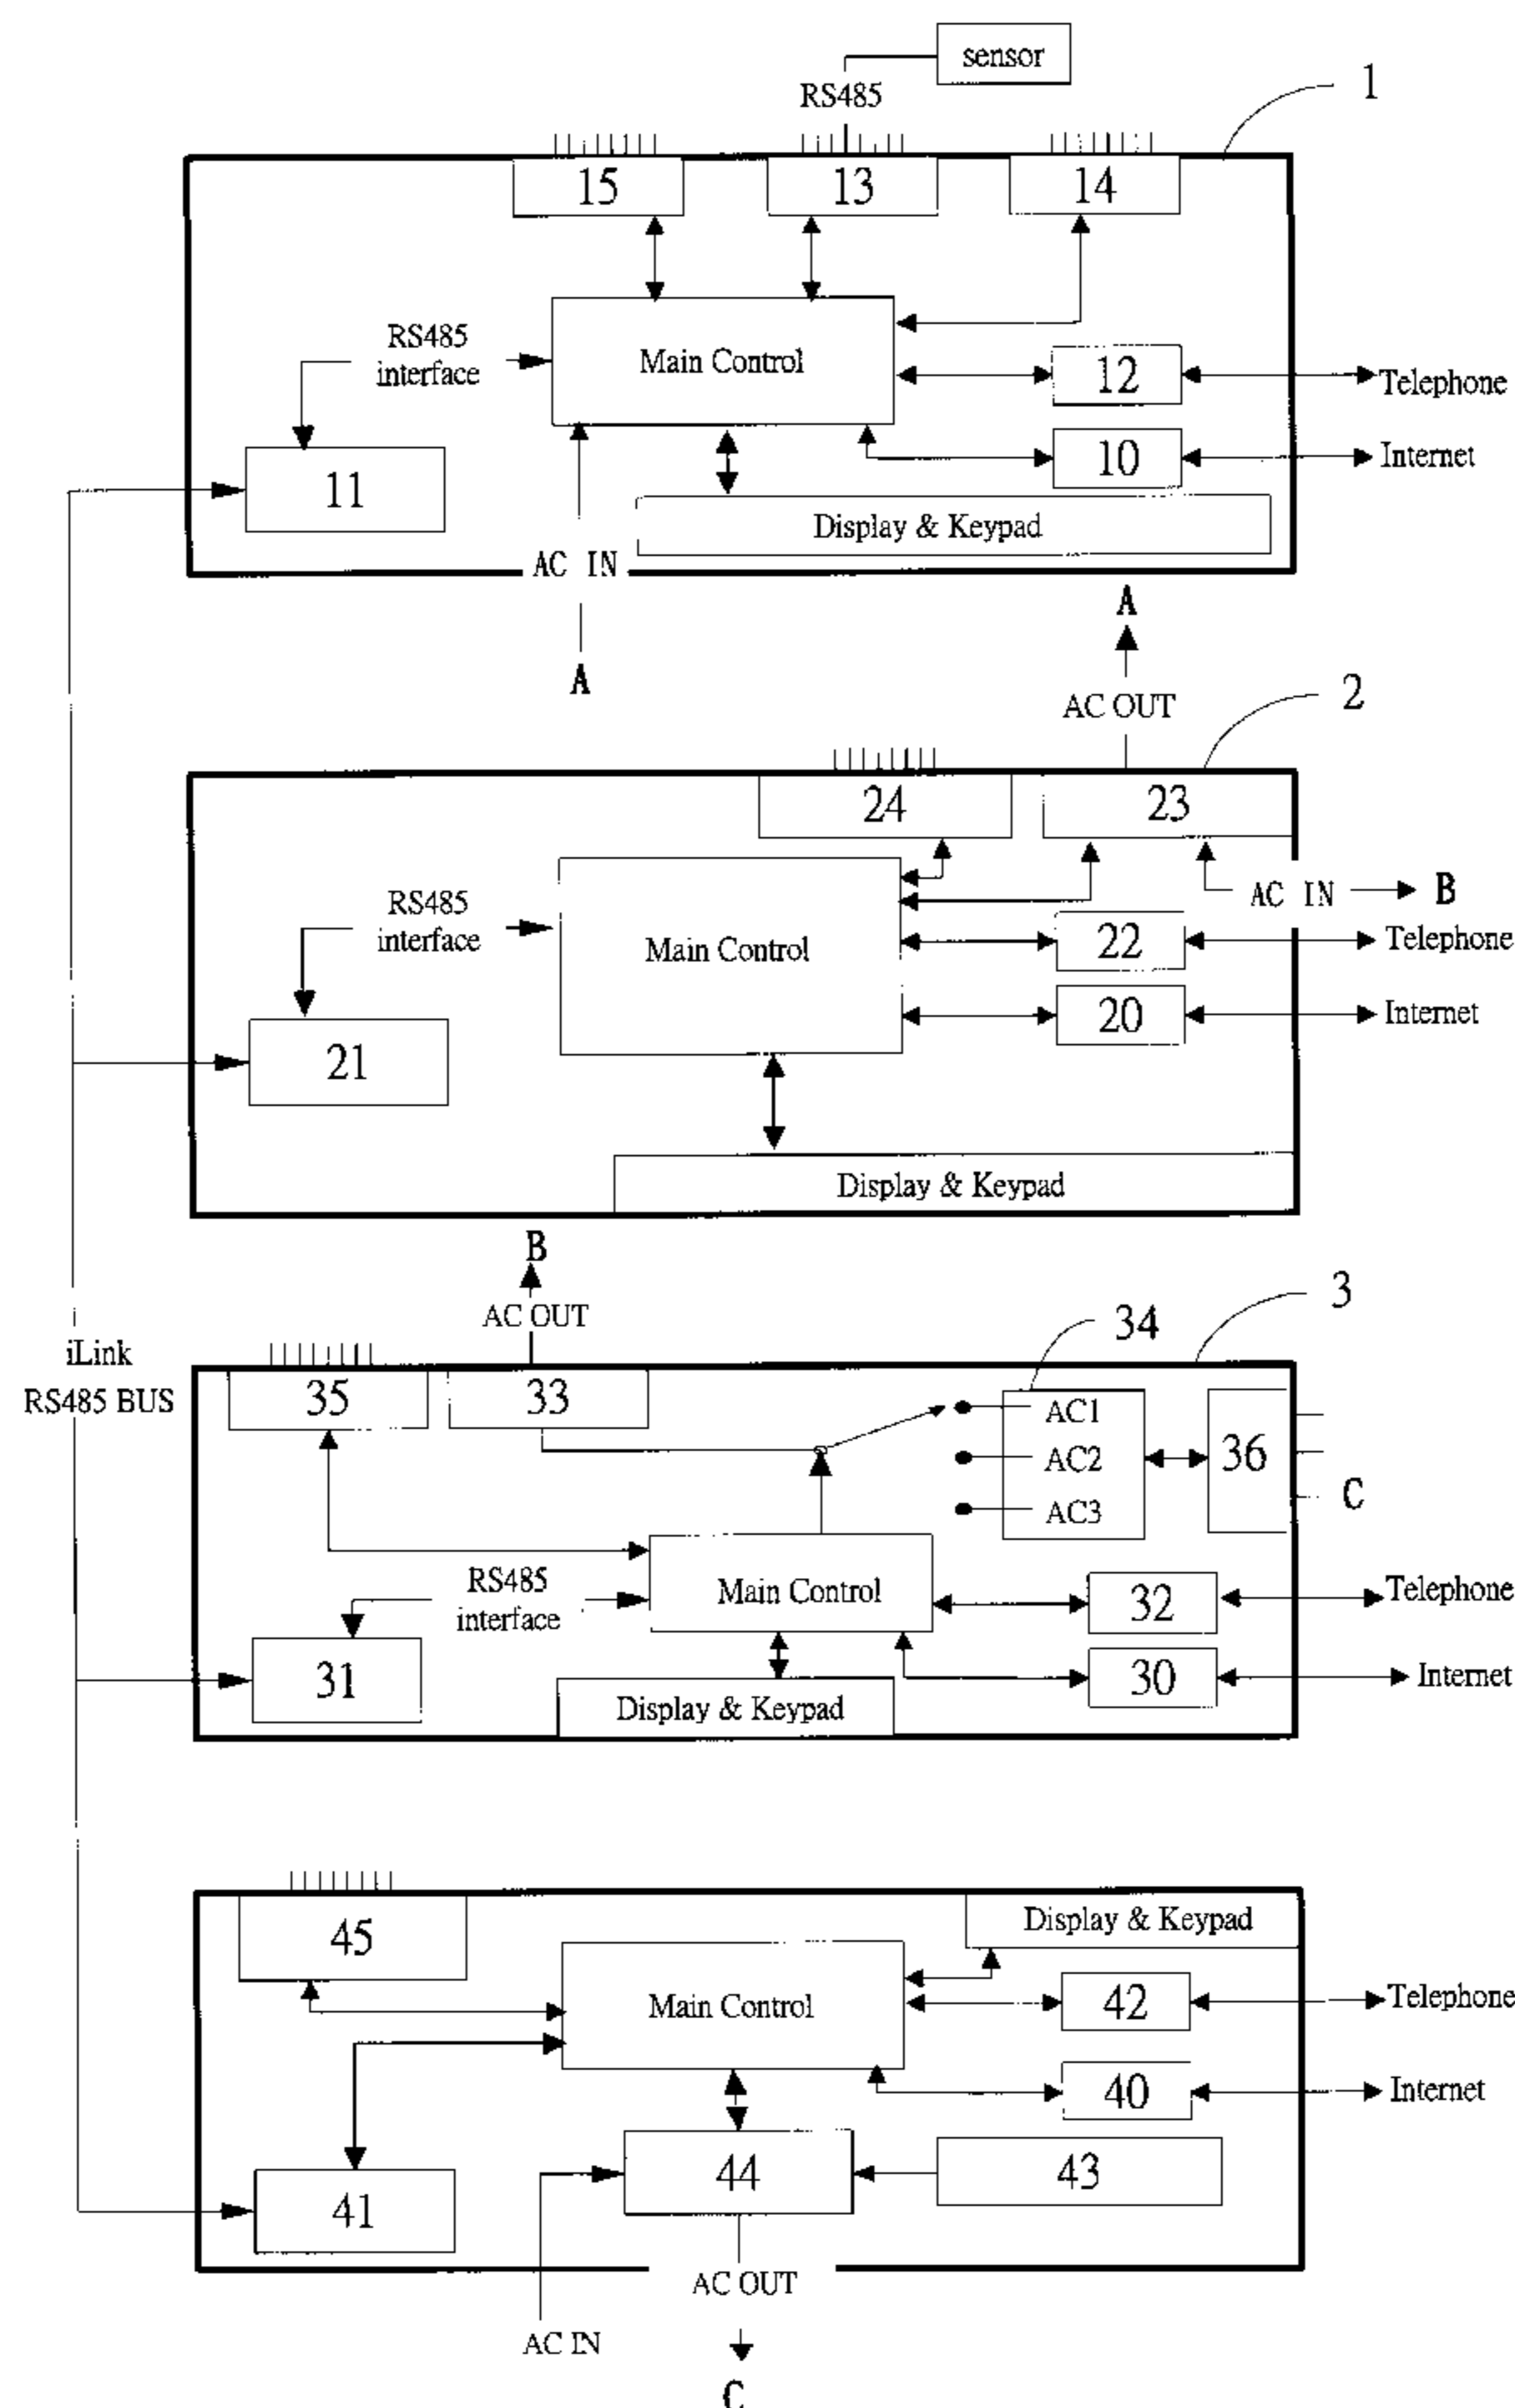 sensor
RS485
1
15
13
14
RS485
interface
Main Control
12
Telephone
10
Internet
11
Display & Keypad
AC IN
A
A
AC OUT
2
24
23
AC IN
B
RS485
interface
Main Control
22
Telephone
20
Internet
21
Display & Keypad
B
AC OUT
3
34
iLink
RS485 BUS
35
33
AC1
AC2
AC3
36
C
RS485
interface
Main Control
32
Telephone
31
30
Internet
Display & Keypad
45
Display & Keypad
Main Control
42
Telephone
40
Internet
44
43
41
AC OUT
AC IN
C